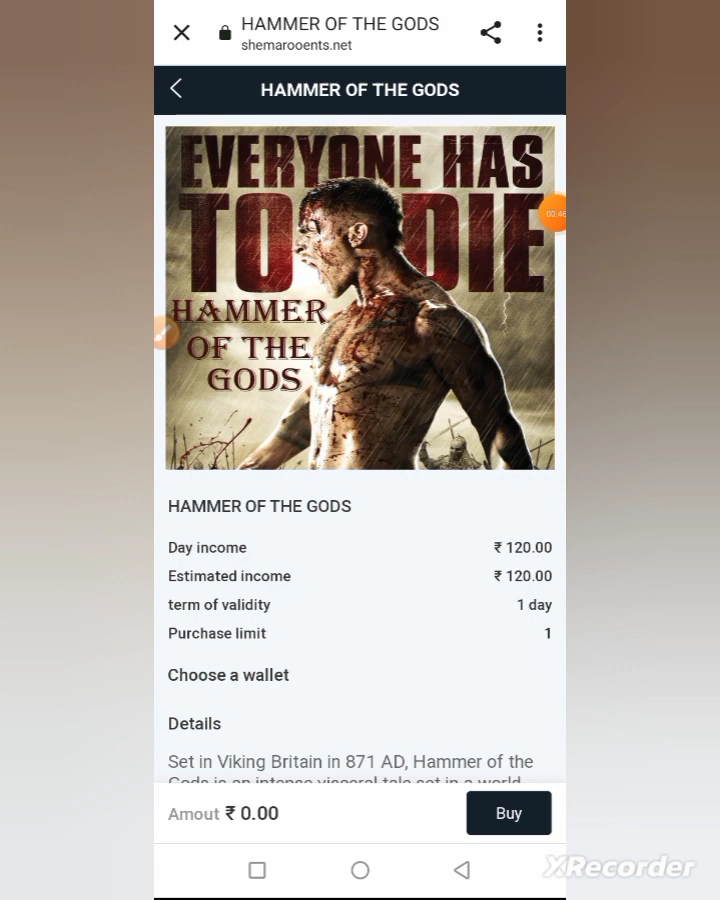 HAMMER OF THE GODS
shemarooents.net
HAMMER OF THE GODS
EVERYONE HAS
TO DIE
00:46
HAMMER
OF THE
GODS
HAMMER OF THE GODS
Day income ₹ 120.00
Estimated income ₹ 120.00
term of validity 1 day
Purchase limit 1
Choose a wallet
Details
Set in Viking Britain in 871 AD, Hammer of the
Gods is an intense visceral tale set in a world
Amout ₹ 0.00 Buy
XRecorder